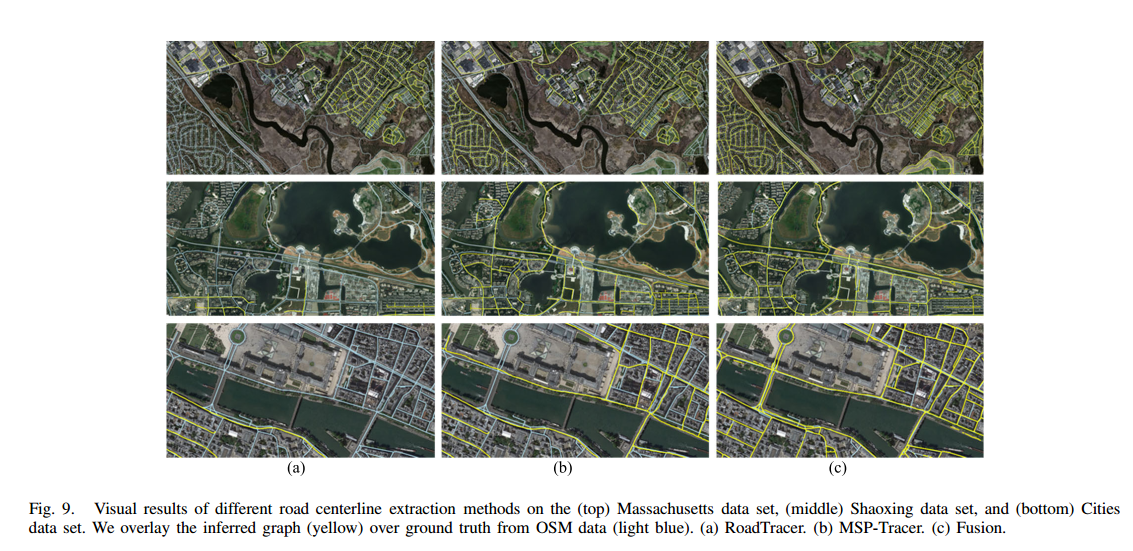 (a)
(b)
(c)
Fig. 9. Visual results of different road centerline extraction methods on the (top) Massachusetts data set, (middle) Shaoxing data set, and (bottom) Cities
data set. We overlay the inferred graph (yellow) over ground truth from OSM data (light blue). (a) RoadTracer. (b) MSP-Tracer. (c) Fusion.